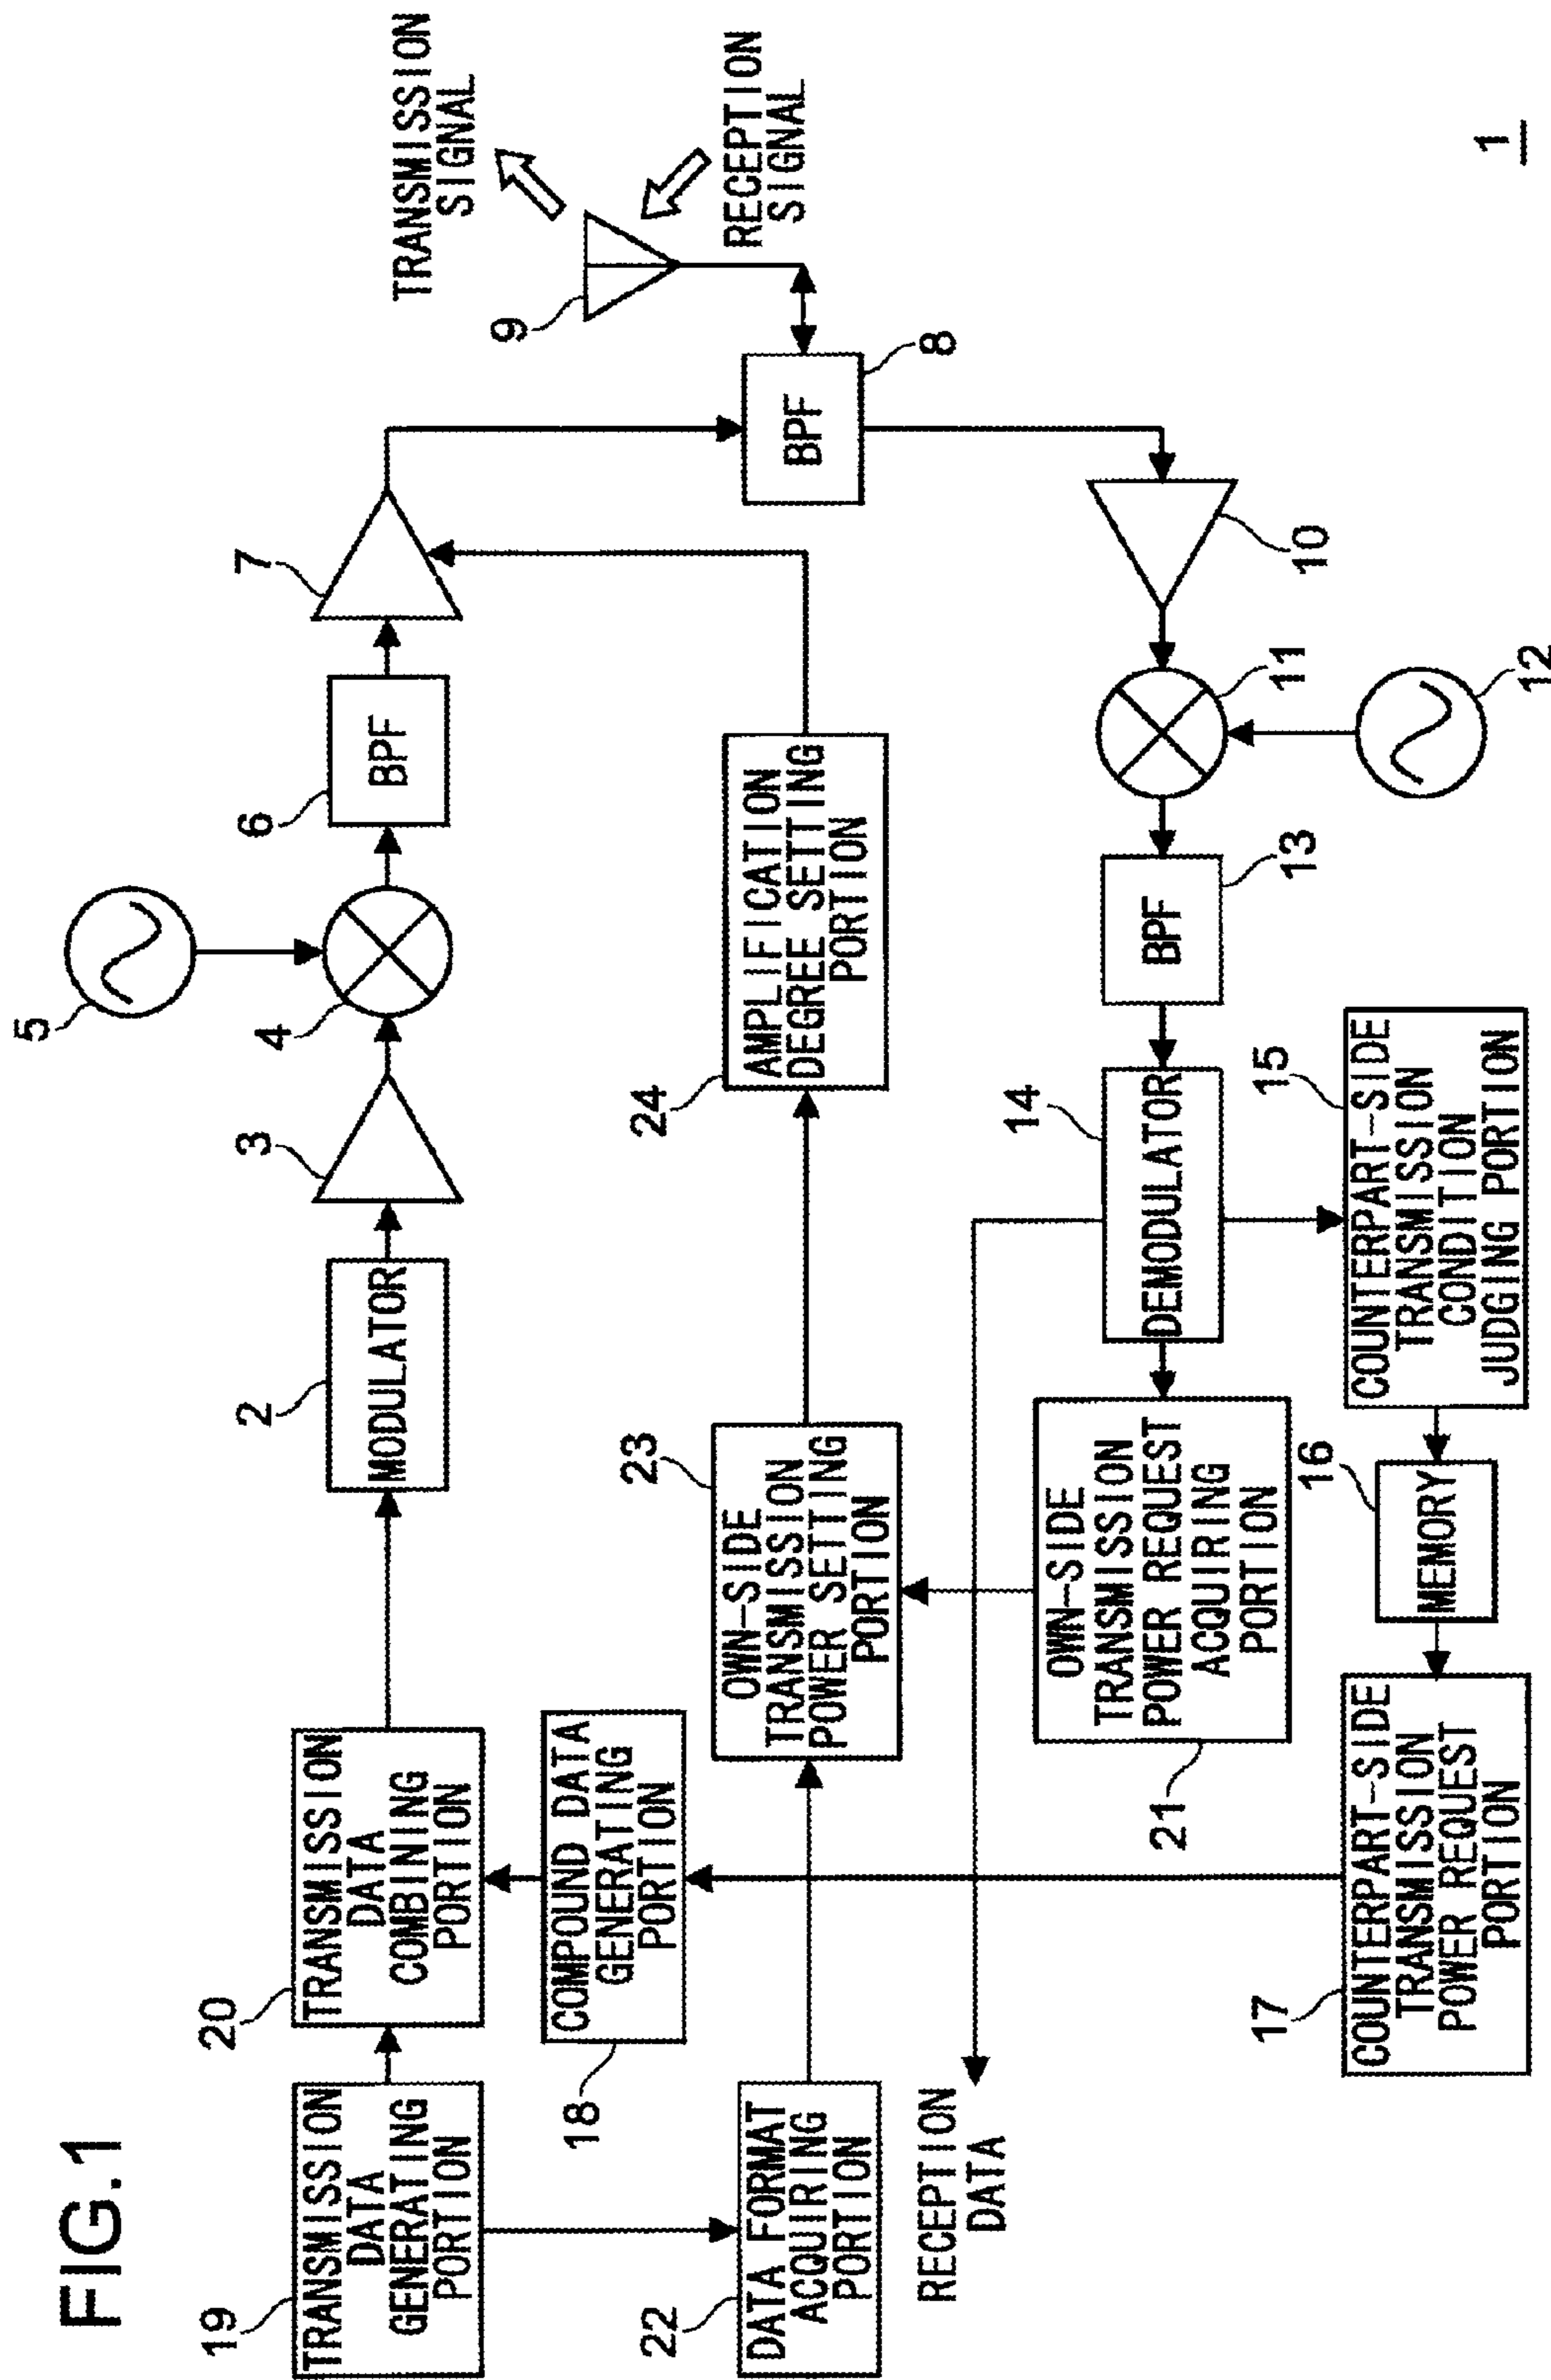 FIG.1
5
19
TRANSMISSION
DATA
GENERATING
PORTION
20
TRANSMISSION
DATA
COMBINING
PORTION
2
MODULATOR
3
4
6
BPF
7
TRANSMISSION
SIGNAL
9
RECEPTION
SIGNAL
18
COMPOUND DATA
GENERATING
PORTION
22
DATA FORMAT
ACQUIRING
PORTION
23
OWN-SIDE
TRANSMISSION
POWER SETTING
PORTION
24
AMPLIFICATION
DEGREE SETTING
PORTION
BPF
8
RECEPTION
DATA
21
OWN-SIDE
TRANSMISSION
POWER REQUEST
ACQUIRING
PORTION
14
DEMODULATOR
BPF
13
11
10
12
17
COUNTERPART-SIDE
TRANSMISSION
POWER REQUEST
PORTION
16
MEMORY
15
COUNTERPART-SIDE
TRANSMISSION
CONDITION
JUDGING PORTION
1